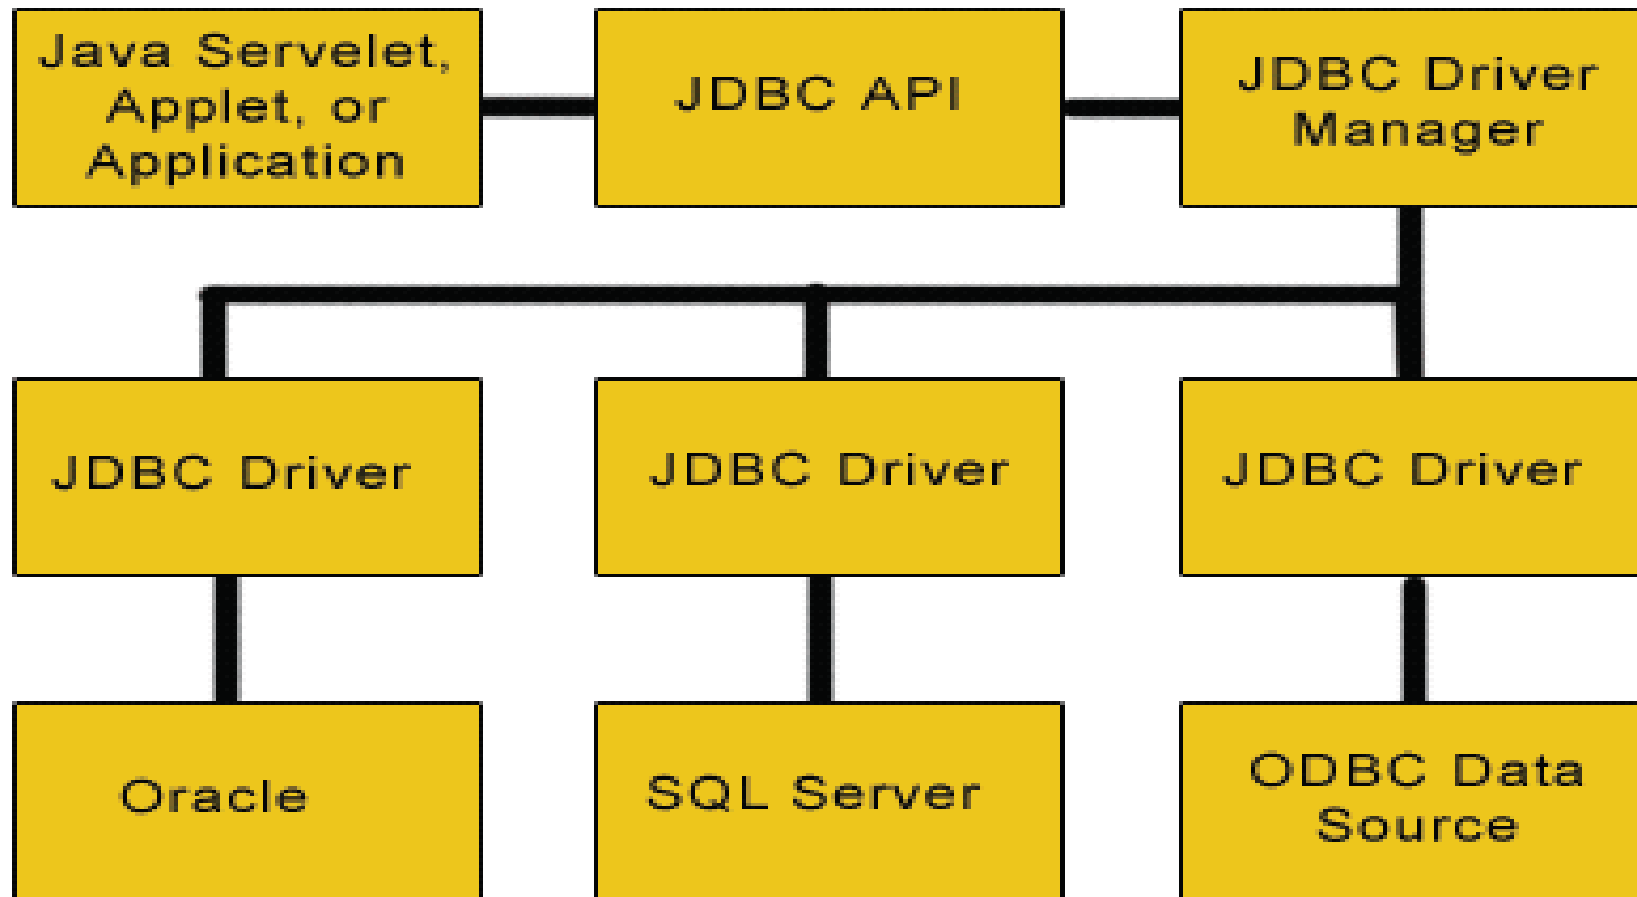 Java Servelet,
Applet, or
Application
JDBC API
JDBC Driver
Manager
JDBC Driver
JDBC Driver
JDBC Driver
Oracle
SQL Server
ODBC Data
Source